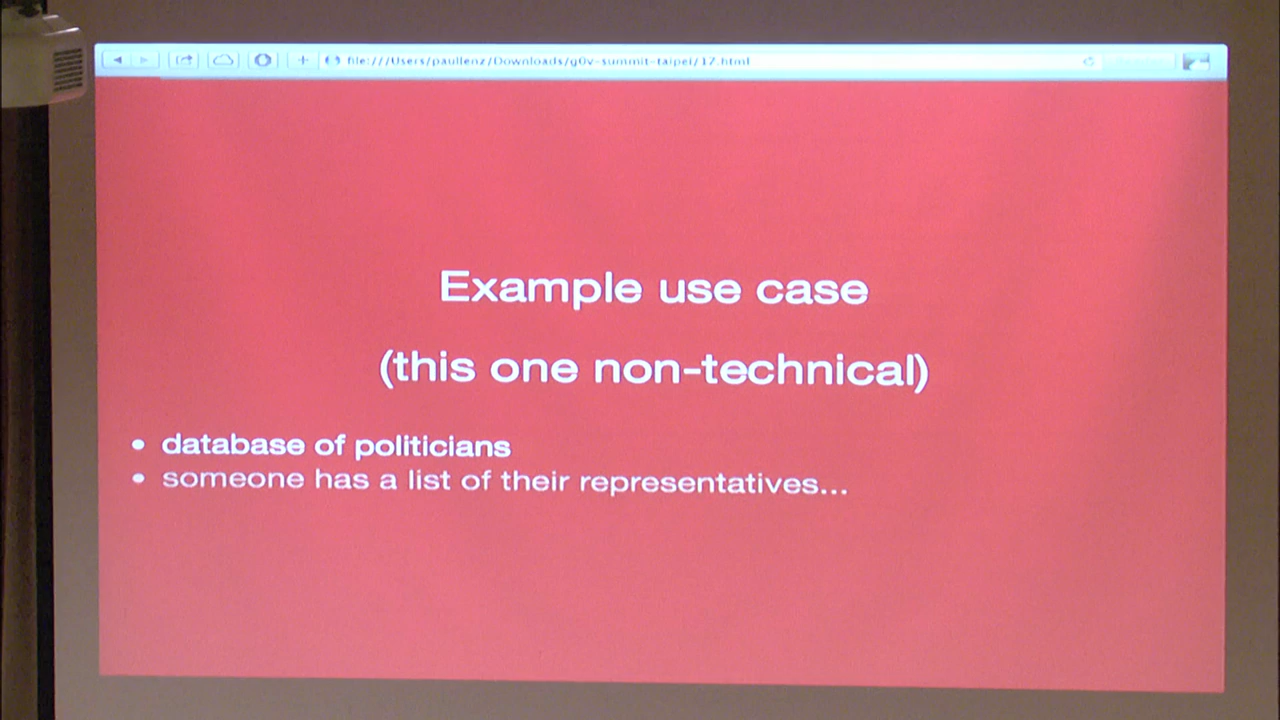 file:///Users/paullenz/Downloads/g0v-summit-taipei/17.html
Example use case
(this one non-technical)
• database of politicians
• someone has a list of their representatives...